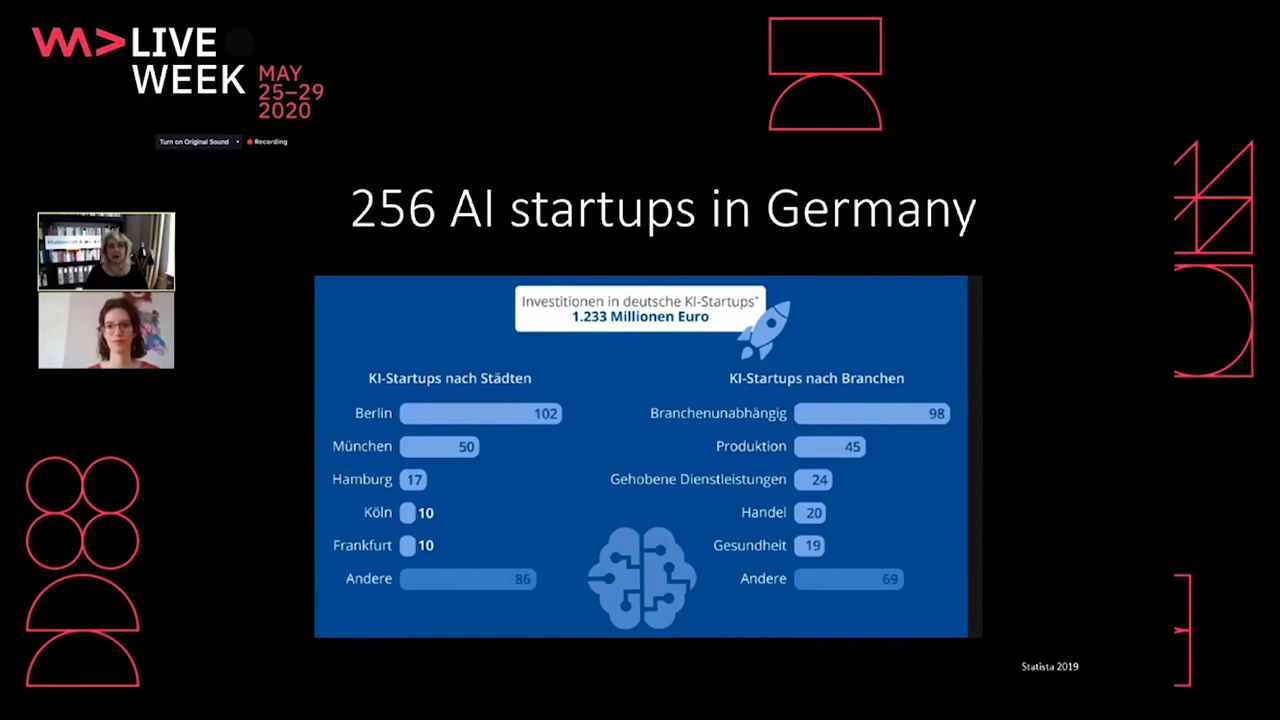 LIVE
WEEK
MAY
25–29
2020
Turn on Original Sound
Recording
256 AI startups in Germany
Investitionen in deutsche KI-Startups*
1.233 Millionen Euro
KI-Startups nach Städten
Berlin 102
München 50
Hamburg 17
Köln 10
Frankfurt 10
Andere 86
KI-Startups nach Branchen
Branchenunabhängig 98
Produktion 45
Gehobene Dienstleistungen 24
Handel 20
Gesundheit 19
Andere 69
Statista 2019